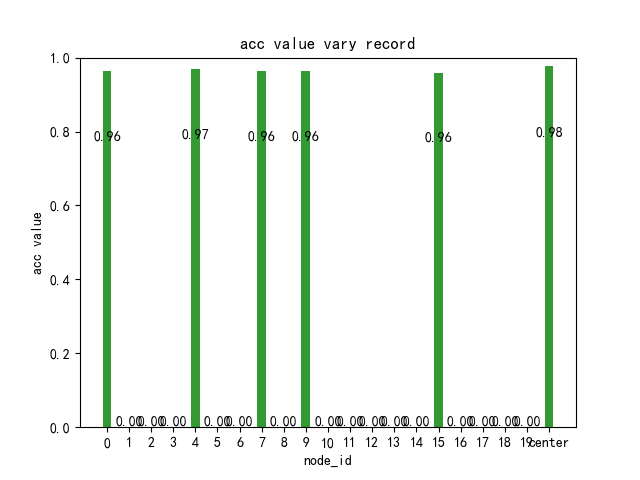 acc value vary record
1.0
0.8
0.6
0.4
0.2
0.0
acc value
0.96 0.97 0.96 0.96 0.96 0.98
0.00 0.00 0.00 0.00 0.00 0.00 0.00 0.00 0.00 0.00 0.00 0.00 0.00 0.00 0.00
0 1 2 3 4 5 6 7 8 9 10 11 12 13 14 15 16 17 18 19 center
node_id